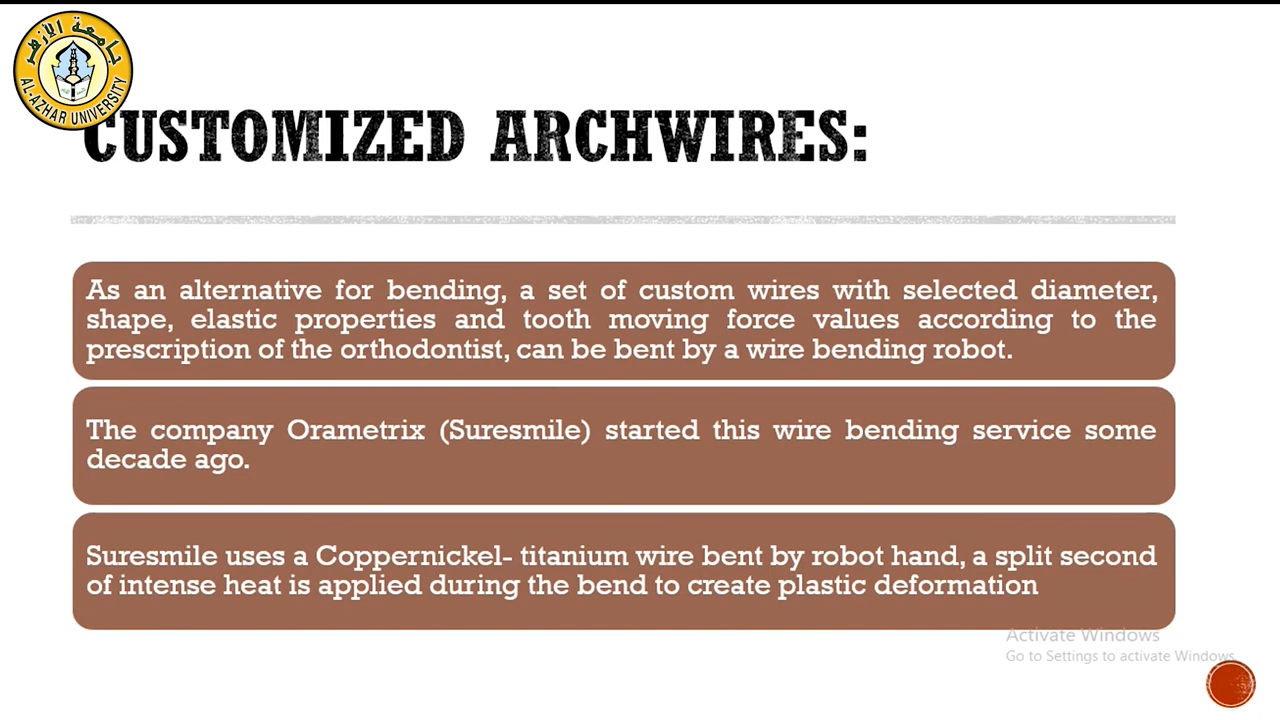 جامعة الأزهر
AL-AZHAR UNIVERSITY
CUSTOMIZED ARCHWIRES:
As an alternative for bending, a set of custom wires with selected diameter,
shape, elastic properties and tooth moving force values according to the
prescription of the orthodontist, can be bent by a wire bending robot.
The company Orametrix (Suresmile) started this wire bending service some
decade ago.
Suresmile uses a Coppernickel- titanium wire bent by robot hand, a split second
of intense heat is applied during the bend to create plastic deformation
Activate Windows
Go to Settings to activate Windows.